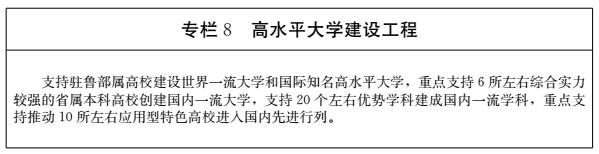 专栏 8　高水平大学建设工程
支持驻鲁部属高校建设世界一流大学和国际知名高水平大学，重点支持 6 所左右综合实力
较强的省属本科高校创建国内一流大学，支持 20 个左右优势学科建成国内一流学科，重点支
持推动 10 所左右应用型特色高校进入国内先进行列。